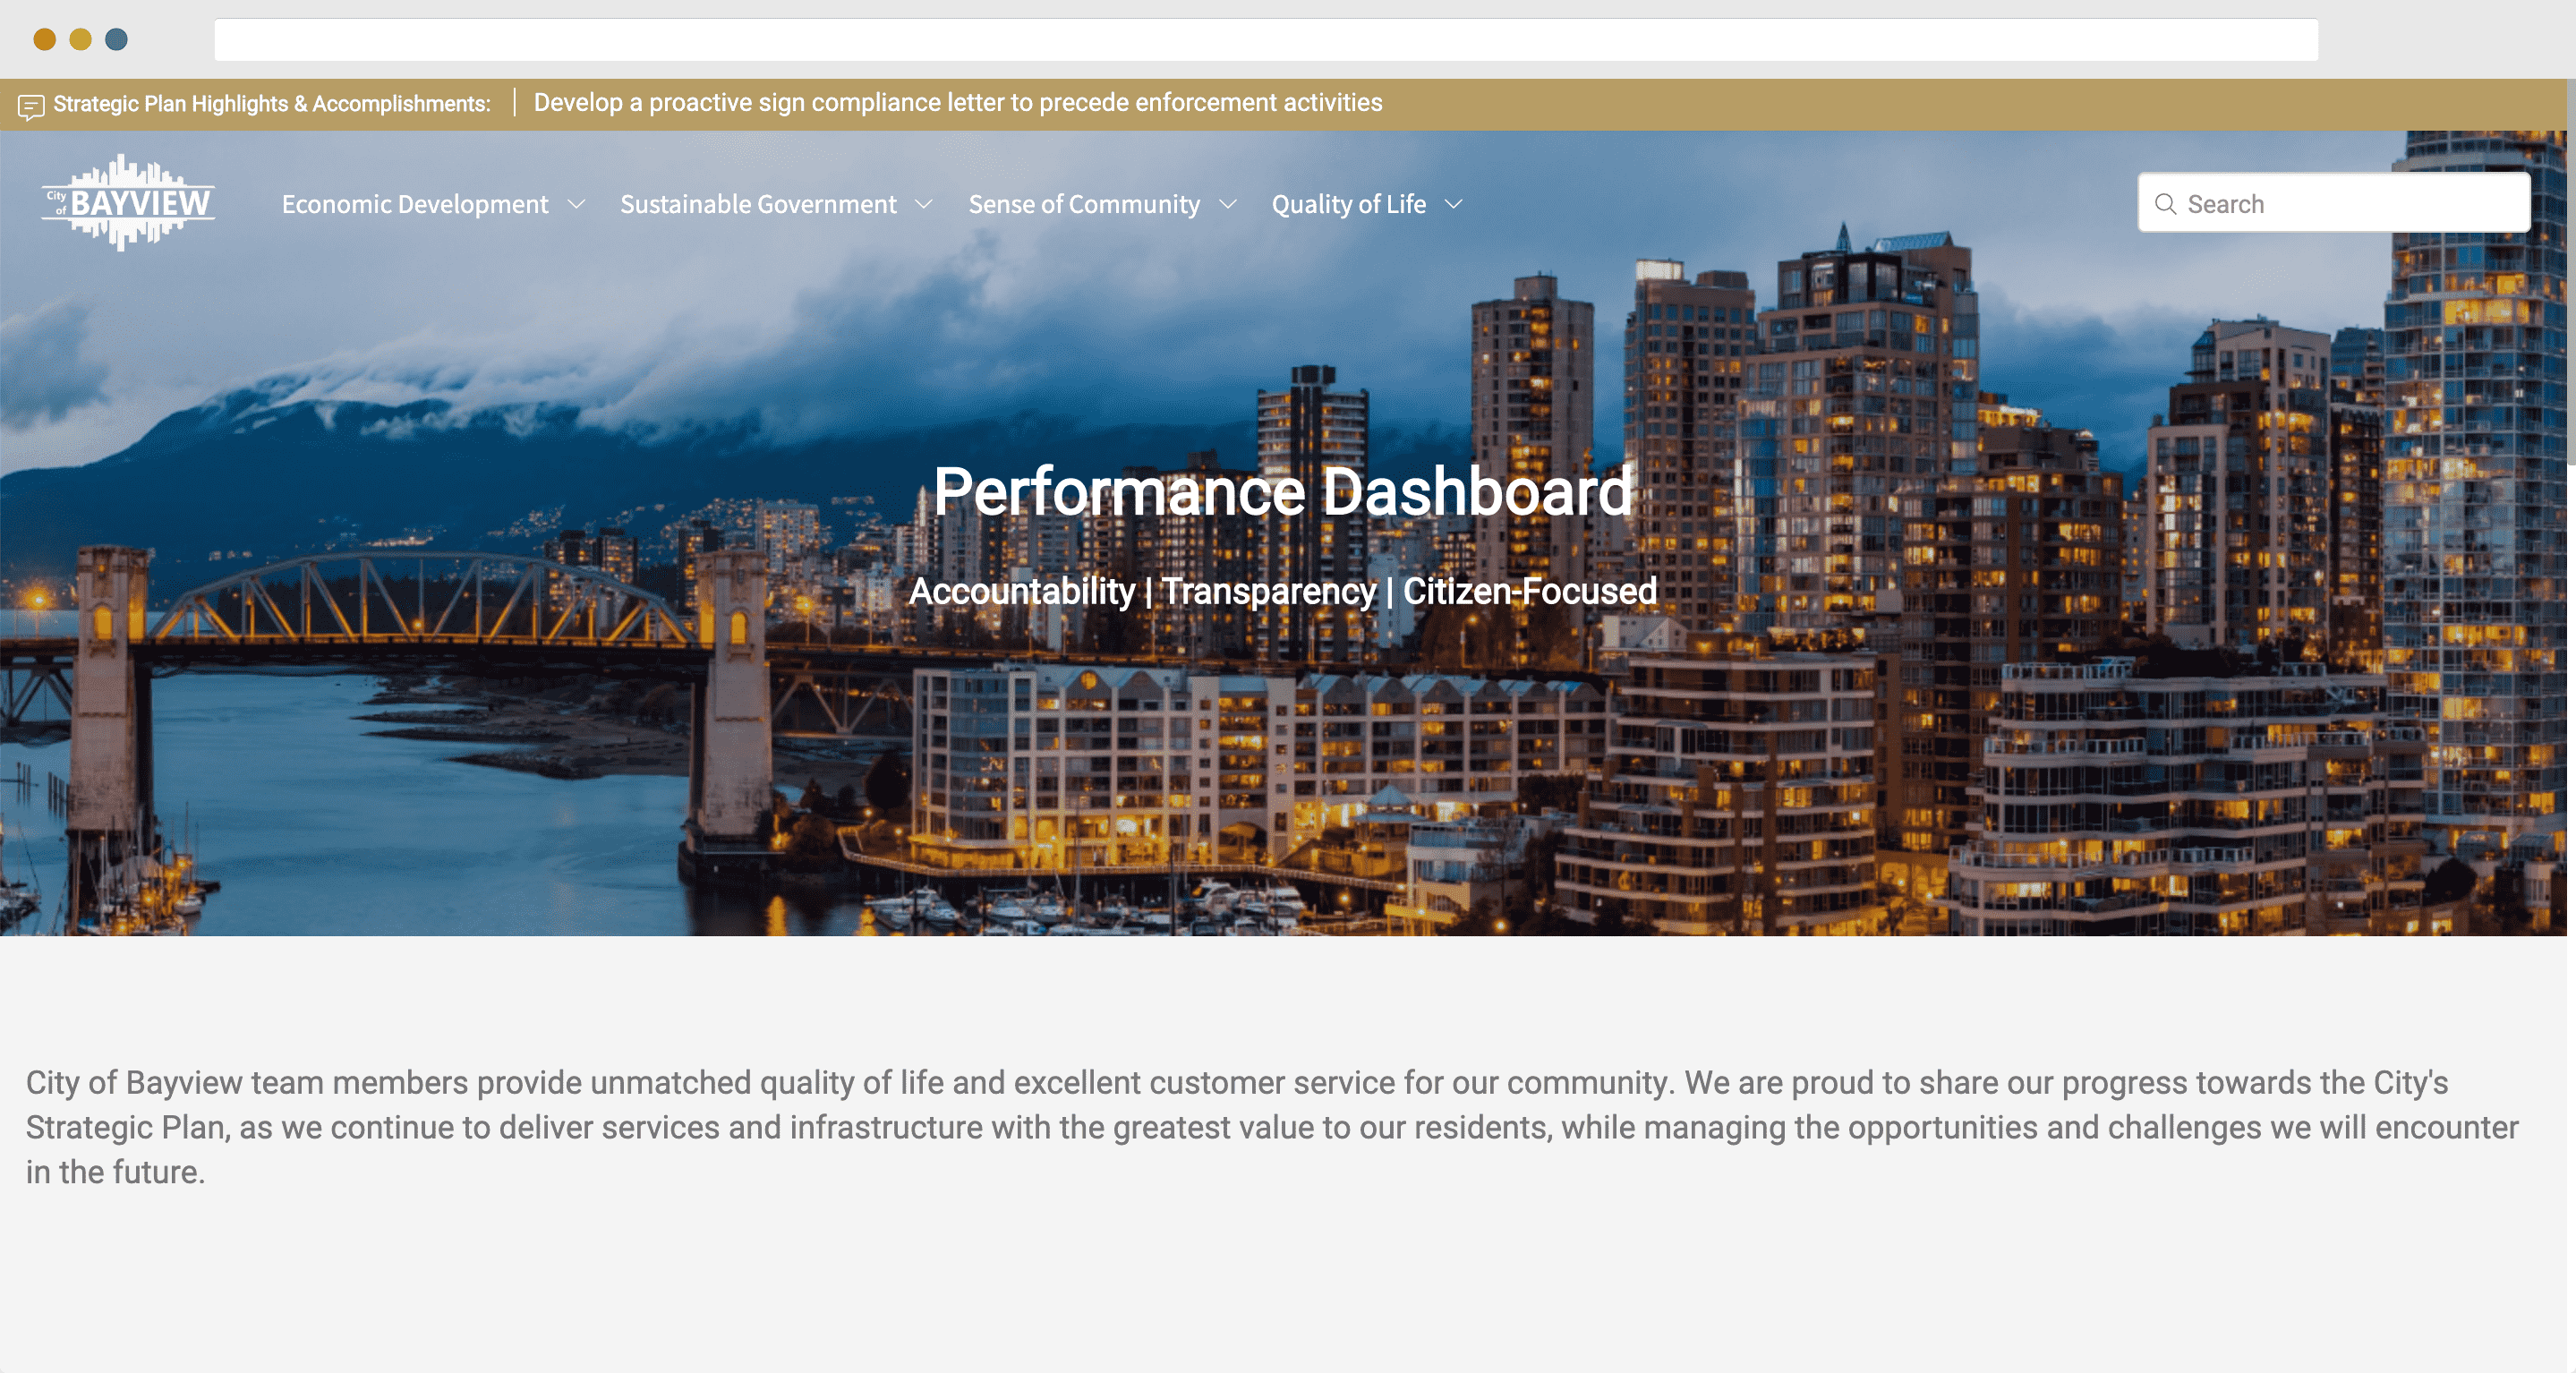 Strategic Plan Highlights & Accomplishments: | Develop a proactive sign compliance letter to precede enforcement activities
City of BAYVIEW
Economic Development Sustainable Government Sense of Community Quality of Life Search
Performance Dashboard
Accountability | Transparency | Citizen-Focused
City of Bayview team members provide unmatched quality of life and excellent customer service for our community. We are proud to share our progress towards the City's
Strategic Plan, as we continue to deliver services and infrastructure with the greatest value to our residents, while managing the opportunities and challenges we will encounter
in the future.